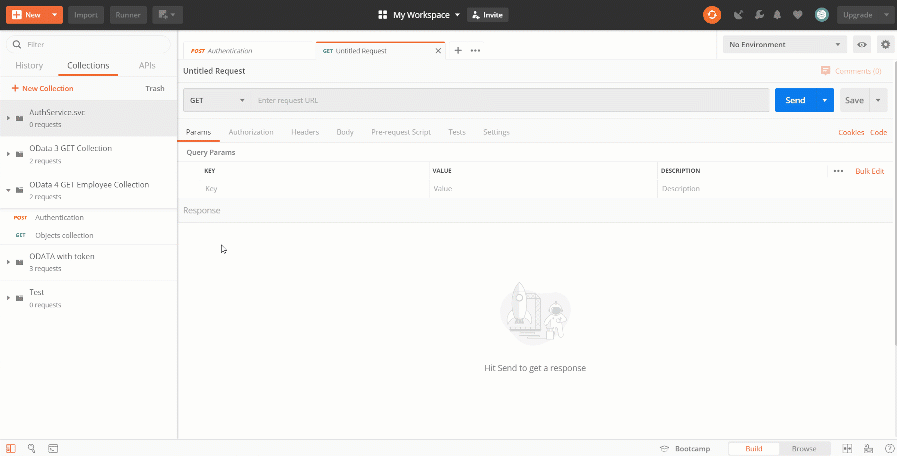 New Import Runner My Workspace Invite Upgrade
Filter
POST Authentication GET Untitled Request No Environment
History Collections APIs
Untitled Request Comments (0)
New Collection Trash
GET Enter request URL Send Save
AuthService.svc
0 requests
Params Authorization Headers Body Pre-request Script Tests Settings Cookies Code
OData 3 GET Collection
2 requests
Query Params
KEY VALUE DESCRIPTION Bulk Edit
Key Value Description
OData 4 GET Employee Collection
2 requests
Response
POST Authentication
GET Objects collection
ODATA with token
3 requests
Test
0 requests
Hit Send to get a response
Bootcamp Build Browse